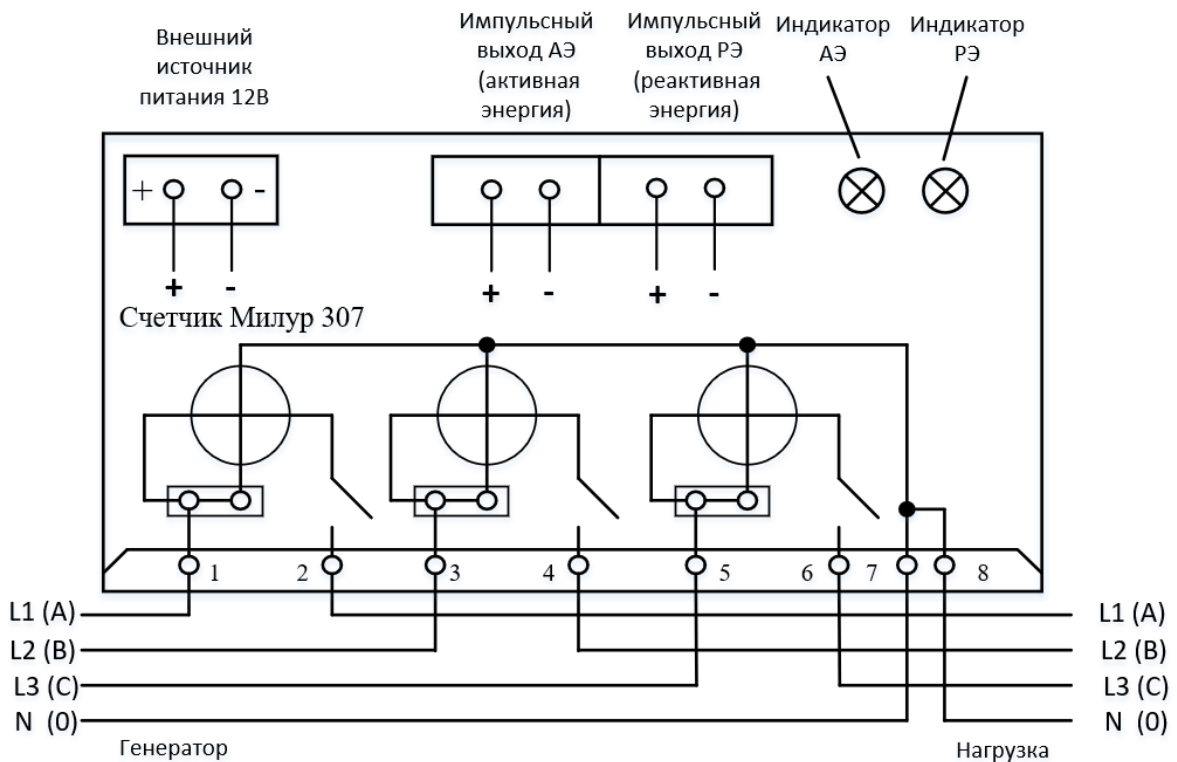 Внешний
источник
питания 12В
Импульсный
выход АЭ
(активная
энергия)
Импульсный
выход РЭ
(реактивная
энергия)
Индикатор
АЭ
Индикатор
РЭ
+ -
+ - + - + -
Счетчик Милур 307
1 2 3 4 5 6 7 8
L1 (A) L1 (A)
L2 (B) L2 (B)
L3 (C) L3 (C)
N (0) N (0)
Генератор Нагрузка